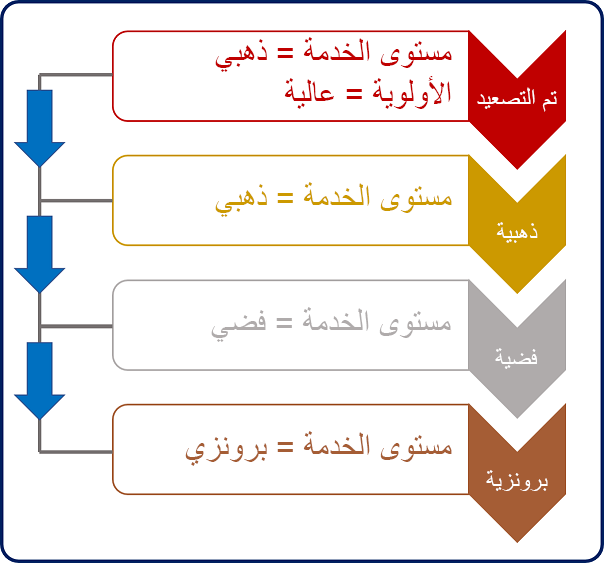 تم التصعيد
مستوى الخدمة = ذهبي
الأولوية = عالية
ذهبية
مستوى الخدمة = ذهبي
فضية
مستوى الخدمة = فضي
برونزية
مستوى الخدمة = برونزي